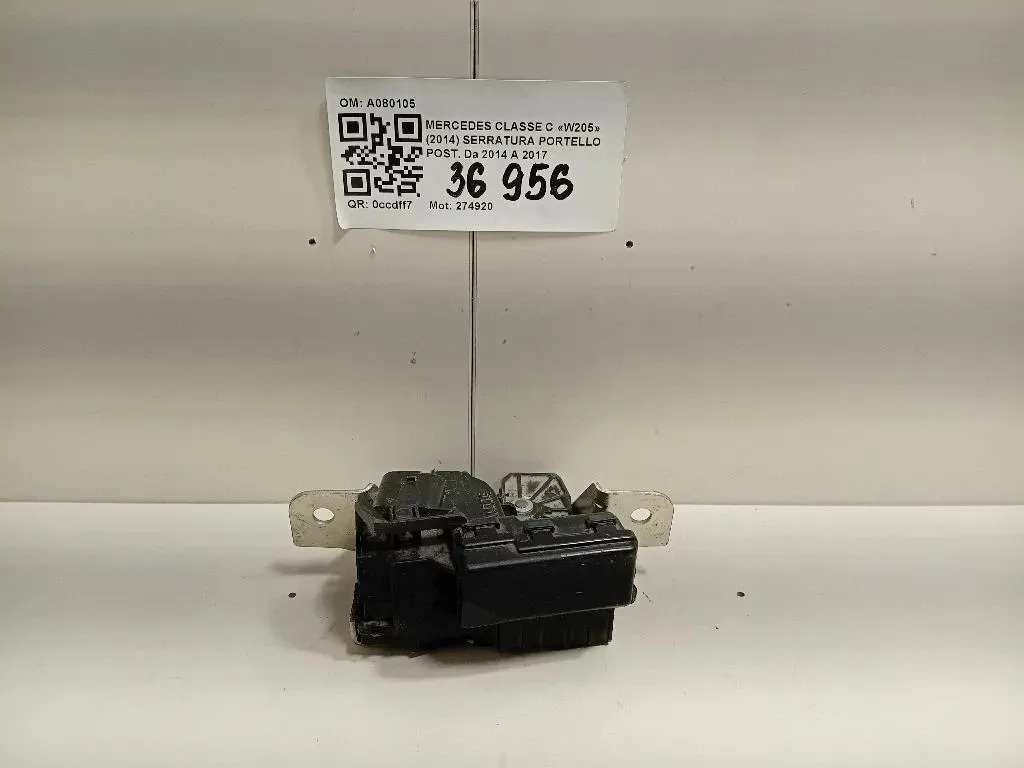 OM: A080105
MERCEDES CLASSE C «W205»
(2014) SERRATURA PORTELLO
POST. Da 2014 A 2017
36 956
QR: 0ccdff7 Mot: 274920